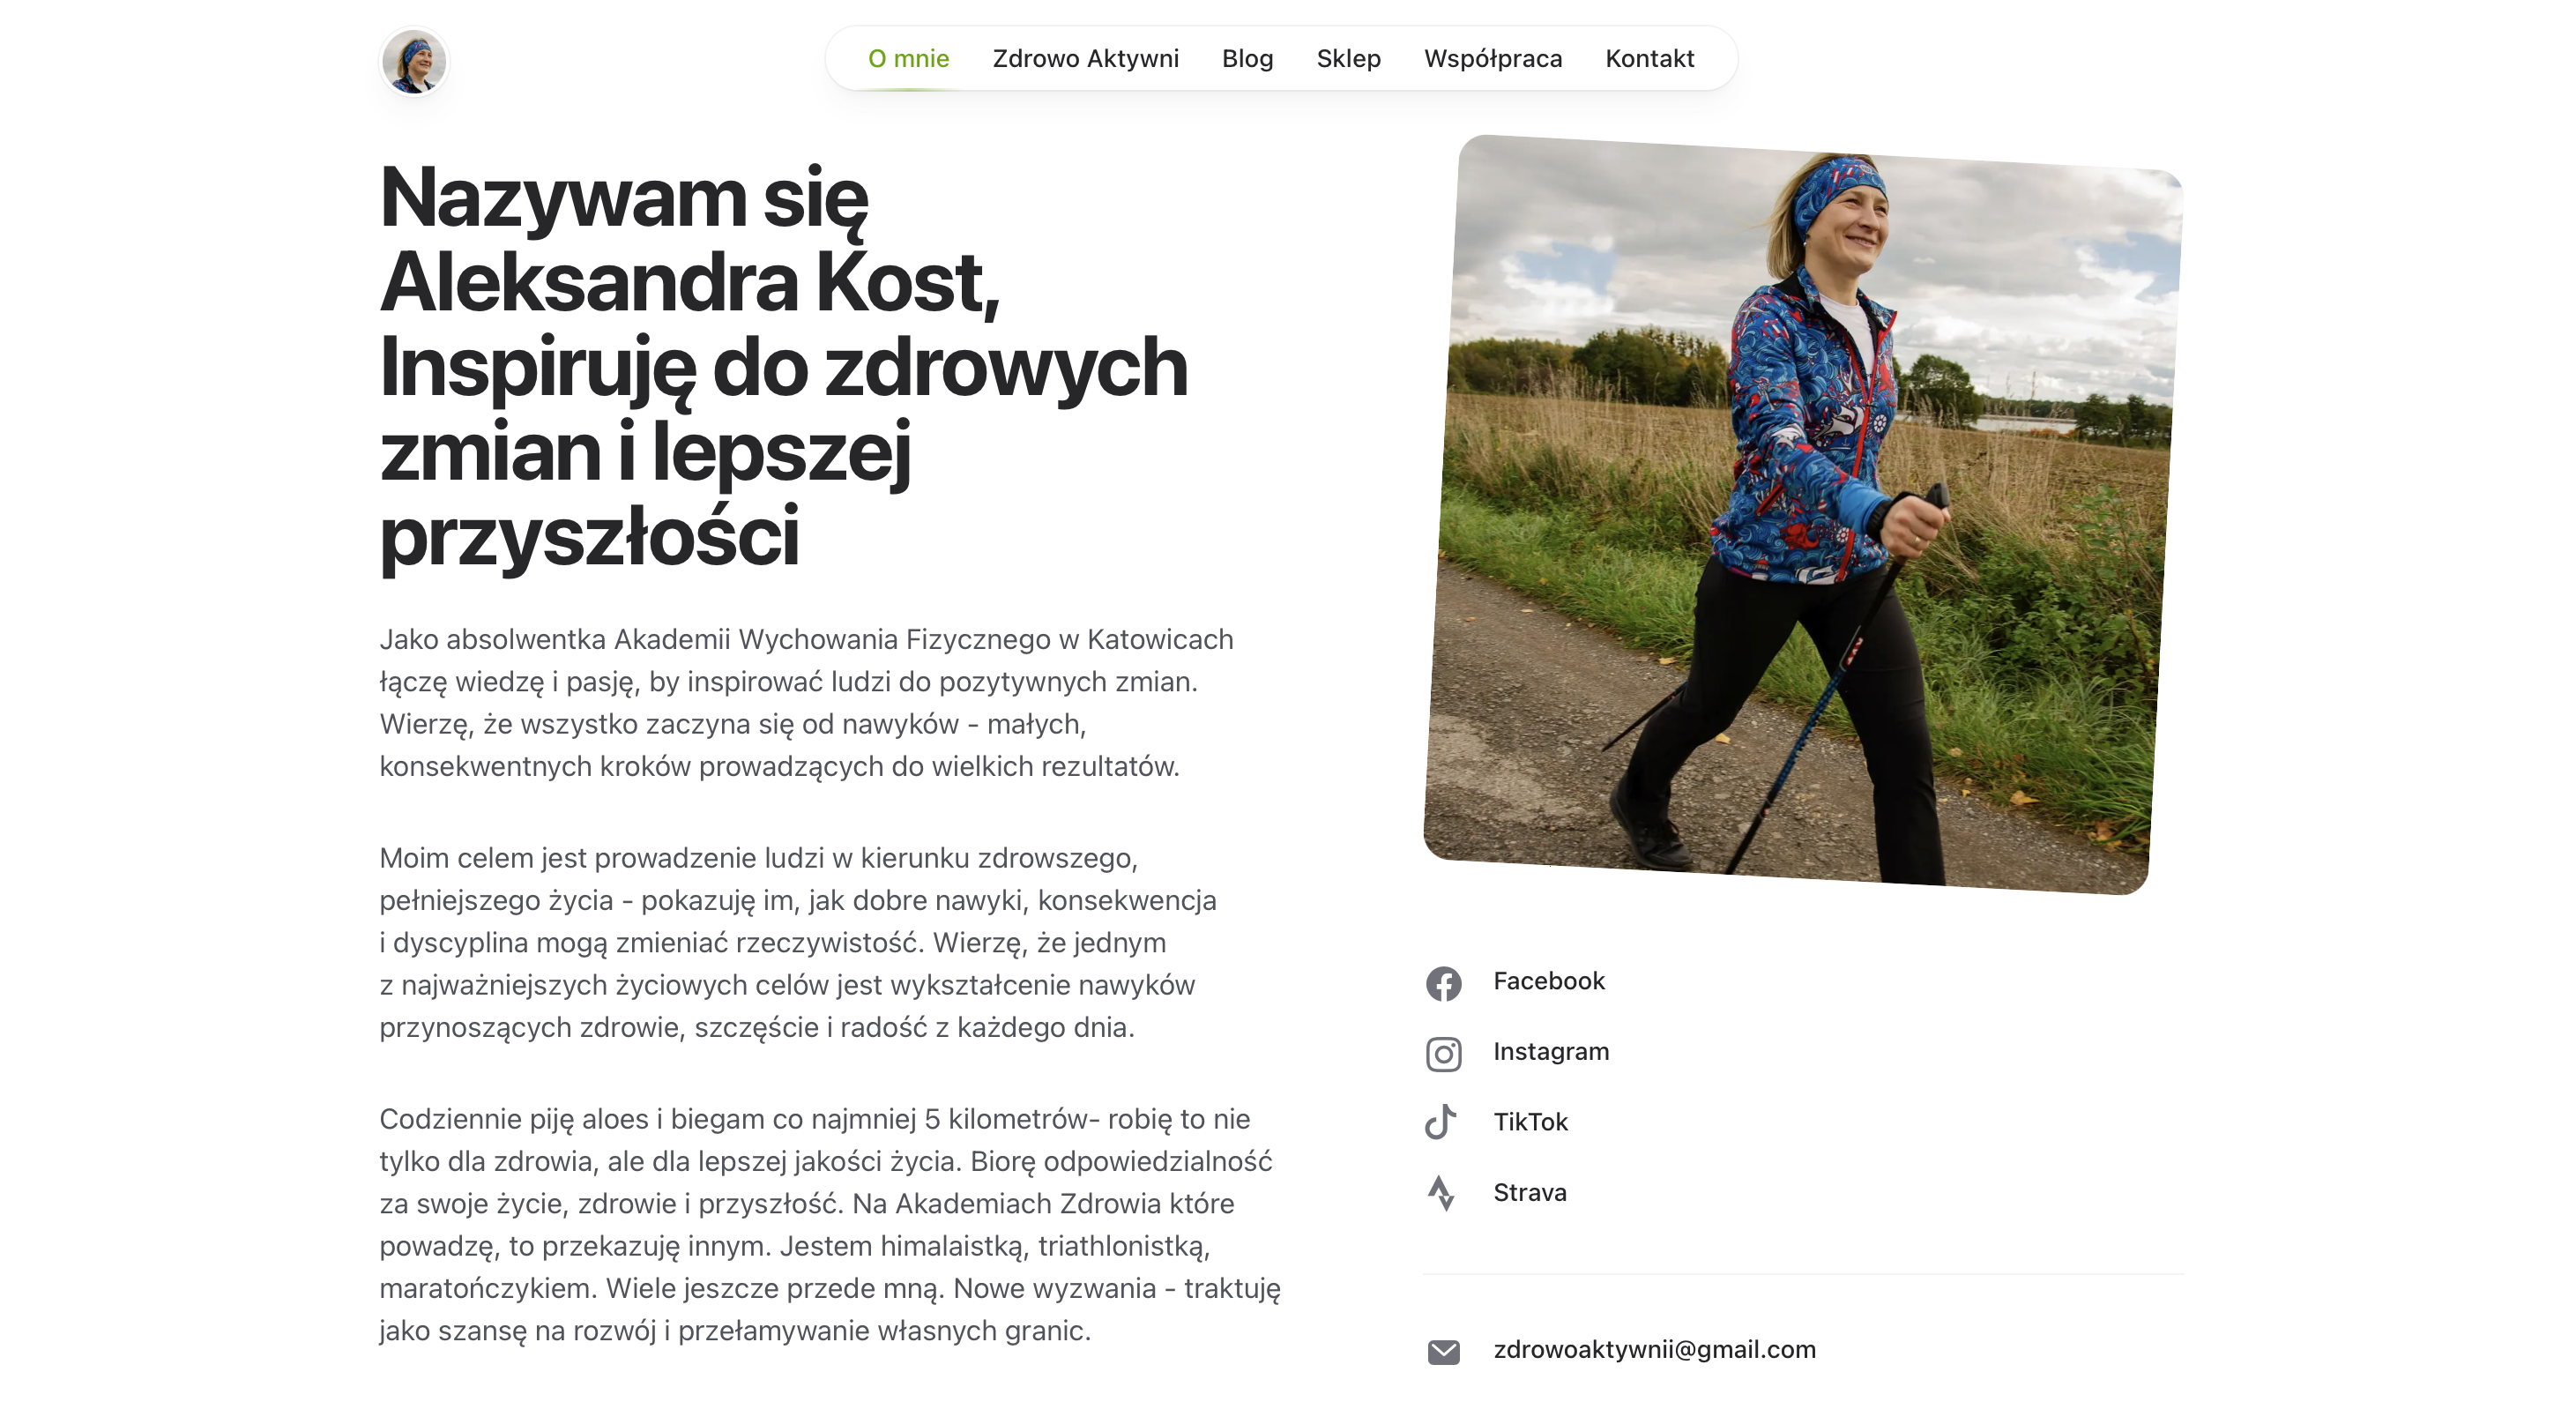 O mnie Zdrowo Aktywni Blog Sklep Współpraca Kontakt
Nazywam się
Aleksandra Kost,
Inspiruję do zdrowych
zmian i lepszej
przyszłości
Jako absolwentka Akademii Wychowania Fizycznego w Katowicach
łączę wiedzę i pasję, by inspirować ludzi do pozytywnych zmian.
Wierzę, że wszystko zaczyna się od nawyków - małych,
konsekwentnych kroków prowadzących do wielkich rezultatów.
Moim celem jest prowadzenie ludzi w kierunku zdrowszego,
pełniejszego życia - pokazuję im, jak dobre nawyki, konsekwencja
i dyscyplina mogą zmieniać rzeczywistość. Wierzę, że jednym
z najważniejszych życiowych celów jest wykształcenie nawyków
przynoszących zdrowie, szczęście i radość z każdego dnia.
Codziennie piję aloes i biegam co najmniej 5 kilometrów- robię to nie
tylko dla zdrowia, ale dla lepszej jakości życia. Biorę odpowiedzialność
za swoje życie, zdrowie i przyszłość. Na Akademiach Zdrowia które
powadzę, to przekazuję innym. Jestem himalaistką, triathlonistką,
maratończykiem. Wiele jeszcze przede mną. Nowe wyzwania - traktuję
jako szansę na rozwój i przełamywanie własnych granic.
Facebook
Instagram
TikTok
Strava
zdrowoaktywnii@gmail.com